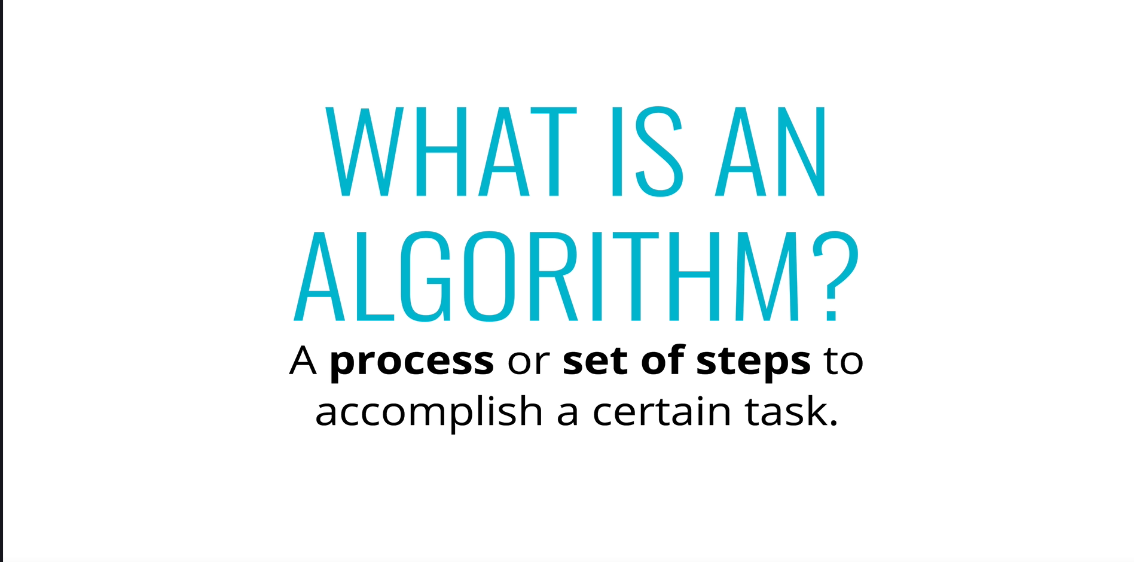 WHAT IS AN
ALGORITHM?
A process or set of steps to
accomplish a certain task.